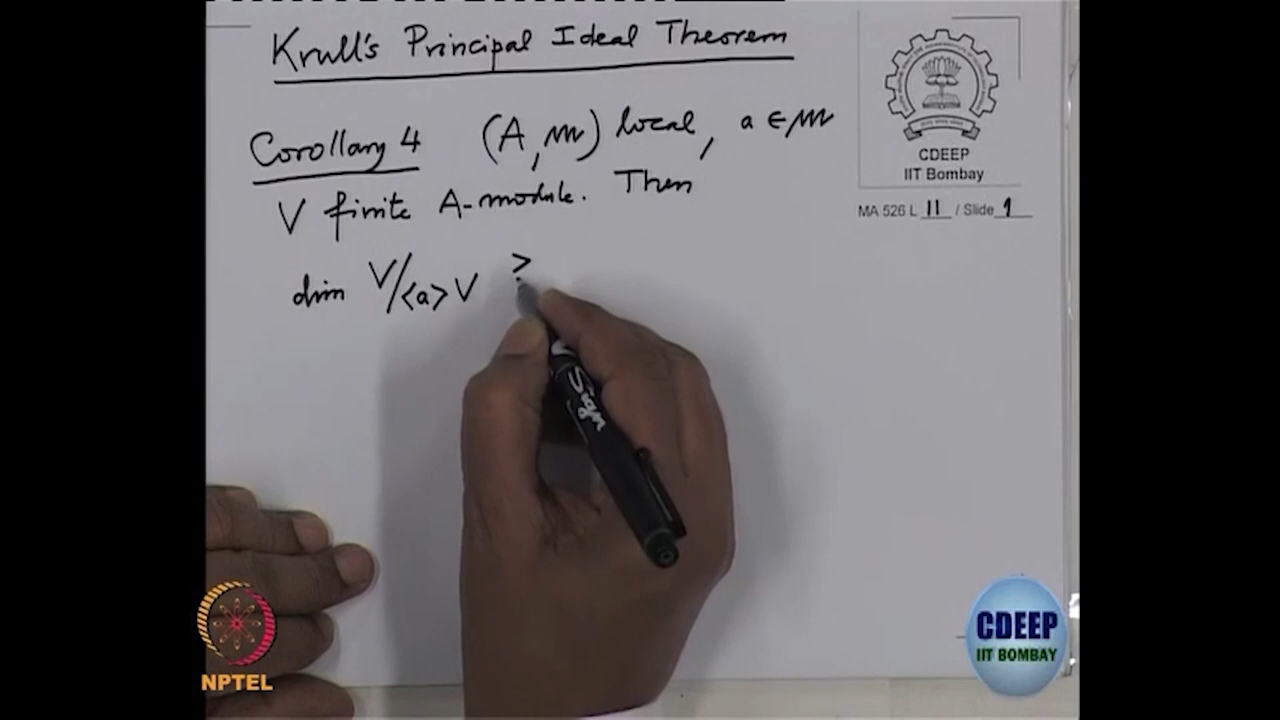 Krull's Principal Ideal Theorem
Corollary 4 (A, m) local, a ∈ m
V finite A-module. Then
dim V/<a>V ≥
CDEEP
IIT Bombay
MA 526 L 11 / Slide 1
Sign
NPTEL
CDEEP
IIT BOMBAY